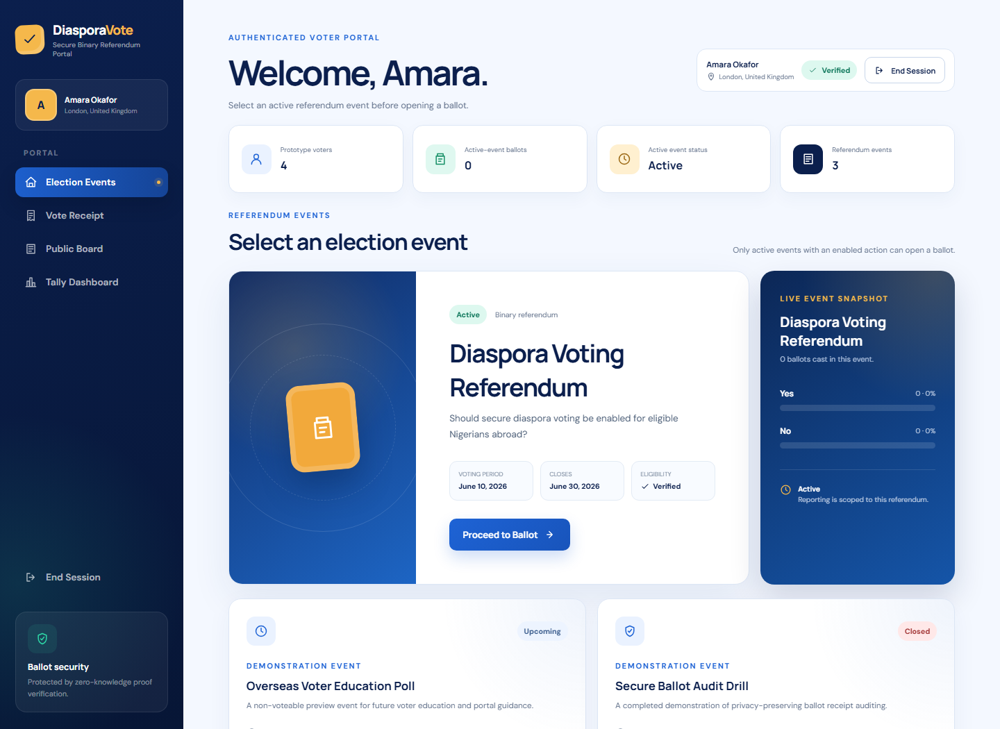 DiasporaVote
Secure Binary Referendum
Portal
A
Amara Okafor
London, United Kingdom
PORTAL
Election Events
Vote Receipt
Public Board
Tally Dashboard
End Session
Ballot security
Protected by zero-knowledge proof
verification.
AUTHENTICATED VOTER PORTAL
Welcome, Amara.
Select an active referendum event before opening a ballot.
Amara Okafor
London, United Kingdom
Verified
End Session
Prototype voters
4
Active-event ballots
0
Active event status
Active
Referendum events
3
REFERENDUM EVENTS
Select an election event
Only active events with an enabled action can open a ballot.
Active
Binary referendum
Diaspora Voting
Referendum
Should secure diaspora voting be enabled for eligible
Nigerians abroad?
VOTING PERIOD
June 10, 2026
CLOSES
June 30, 2026
ELIGIBILITY
Verified
Proceed to Ballot
LIVE EVENT SNAPSHOT
Diaspora Voting
Referendum
0 ballots cast in this event.
Yes
0 · 0%
No
0 · 0%
Active
Reporting is scoped to this referendum.
Upcoming
DEMONSTRATION EVENT
Overseas Voter Education Poll
A non-voteable preview event for future voter education and portal guidance.
Closed
DEMONSTRATION EVENT
Secure Ballot Audit Drill
A completed demonstration of privacy-preserving ballot receipt auditing.